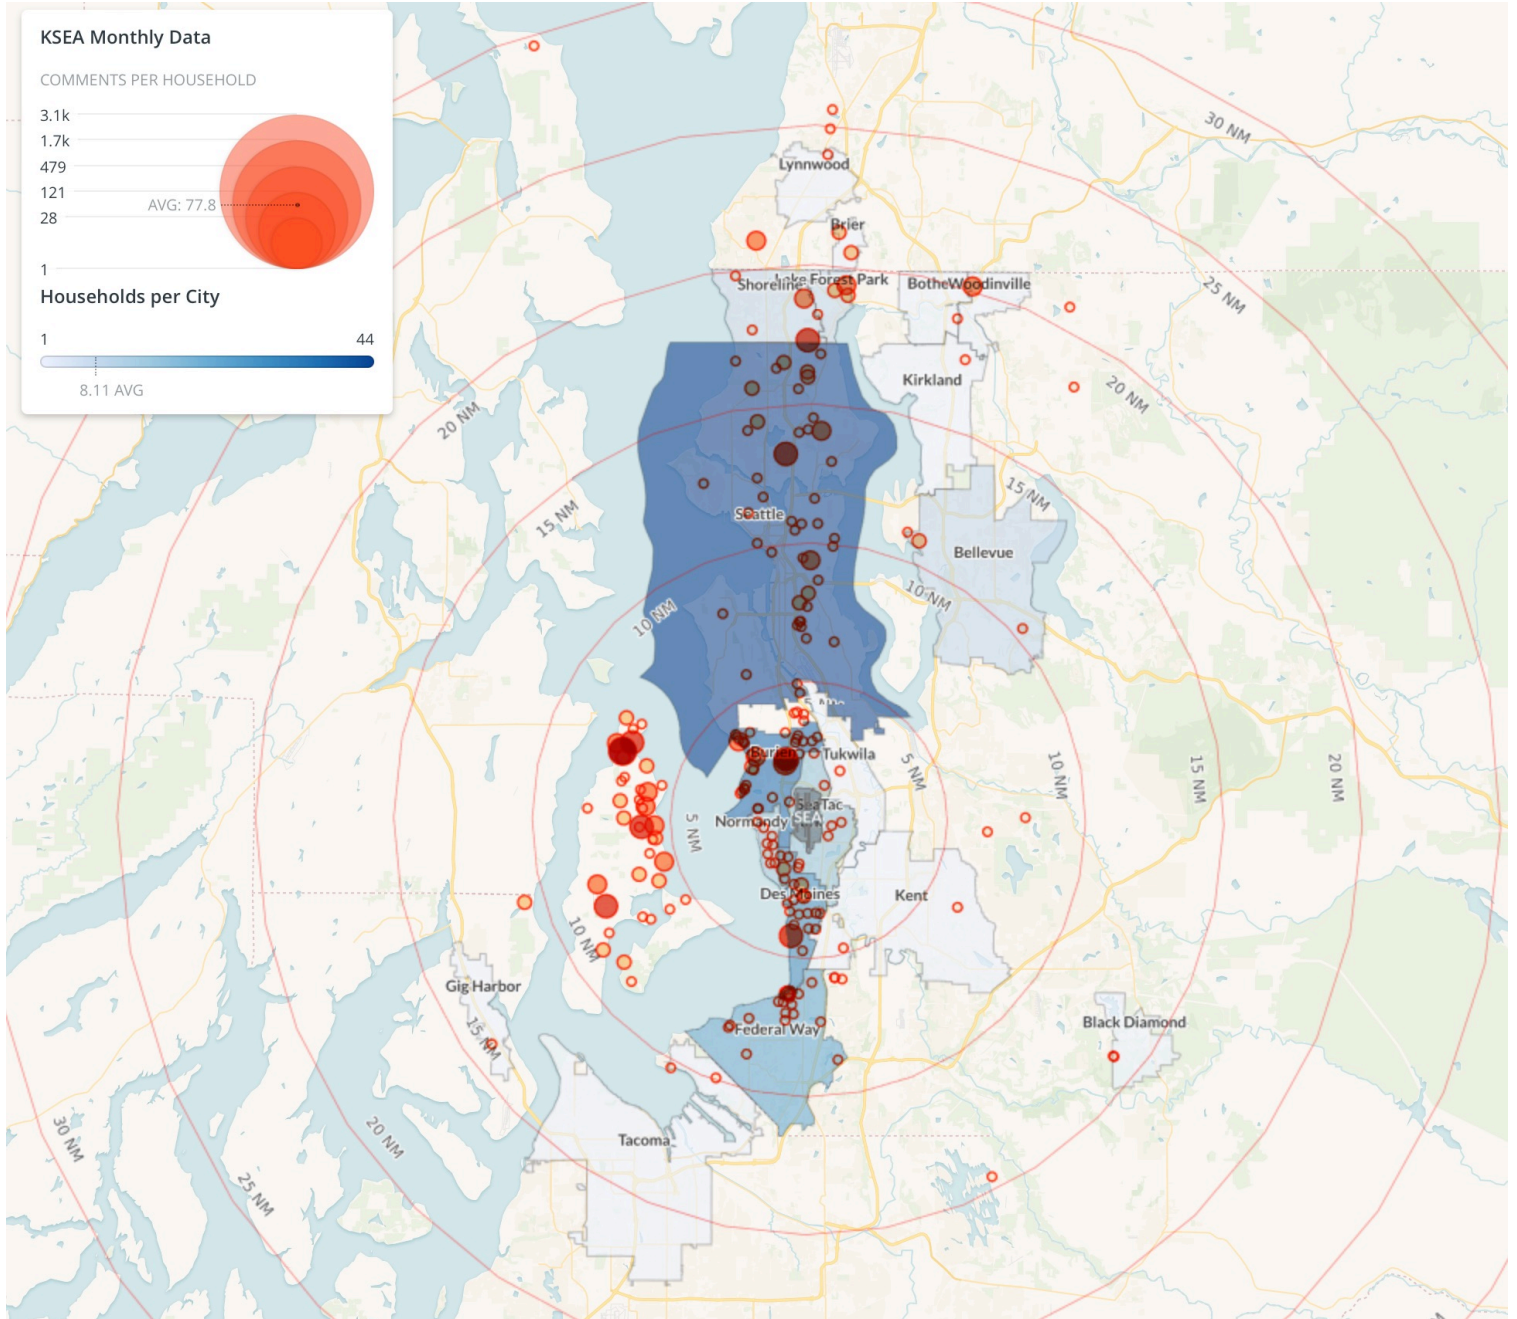 KSEA Monthly Data
COMMENTS PER HOUSEHOLD
3.1k
1.7k
479
121
AVG: 77.8
28
1
Households per City
1 44
8.11 AVG
30 NM
Lynnwood
Brier
Lake Forest Park
Shoreline
Bothe
Woodinville
25 NM
Kirkland
20 NM
20 NM
15 NM
15 NM
Seattle
Bellevue
10 NM
10 NM
5 NM
Burien
Tukwila
5 NM
10 NM
15 NM
20 NM
SeaTac
SEA
Normandy
5 NM
Des Moines
Kent
10 NM
Gig Harbor
Black Diamond
Federal Way
15 NM
Tacoma
30 NM
20 NM
25 NM